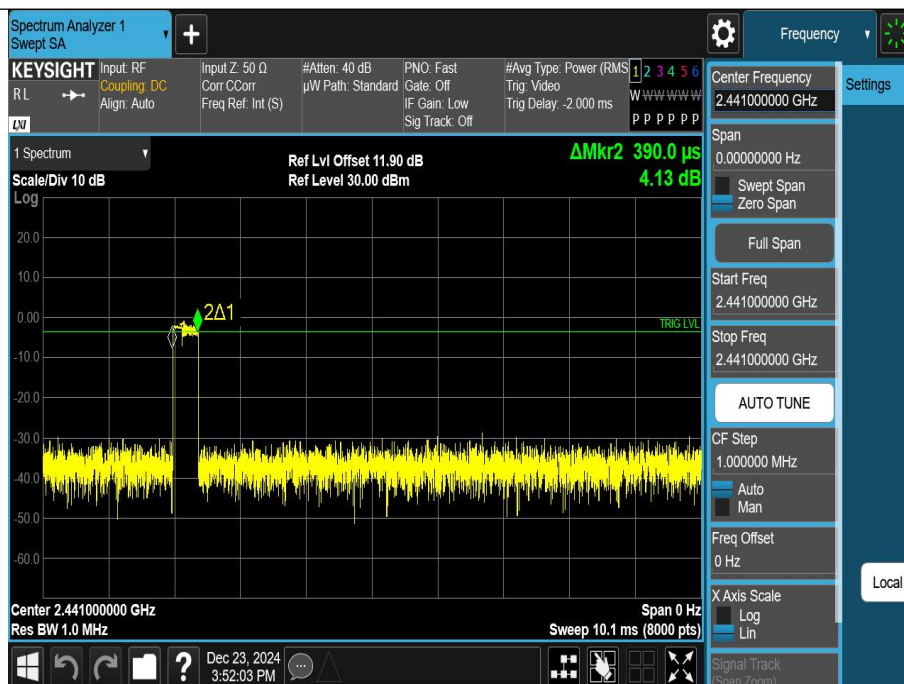 Spectrum Analyzer 1
Swept SA
Frequency
KEYSIGHT
RL
LXI
Input: RF
Coupling: DC
Align: Auto
Input Z: 50 Ω
Corr CCorr
Freq Ref: Int (S)
#Atten: 40 dB
µW Path: Standard
PNO: Fast
Gate: Off
IF Gain: Low
Sig Track: Off
#Avg Type: Power (RMS
Trig: Video
Trig Delay: -2.000 ms
1 2 3 4 5 6
W W W W W W
P P P P P P
1 Spectrum
Scale/Div 10 dB
Log
Ref Lvl Offset 11.90 dB
Ref Level 30.00 dBm
ΔMkr2 390.0 µs
4.13 dB
20.0
10.0
0.00
-10.0
-20.0
-30.0
-40.0
-50.0
-60.0
2Δ1
TRIG LVL
Center 2.441000000 GHz
Res BW 1.0 MHz
Span 0 Hz
Sweep 10.1 ms (8000 pts)
Dec 23, 2024
3:52:03 PM
Center Frequency
2.441000000 GHz
Settings
Span
0.00000000 Hz
Swept Span
Zero Span
Full Span
Start Freq
2.441000000 GHz
Stop Freq
2.441000000 GHz
AUTO TUNE
CF Step
1.000000 MHz
Auto
Man
Freq Offset
0 Hz
Local
X Axis Scale
Log
Lin
Signal Track
(Span Zoom)